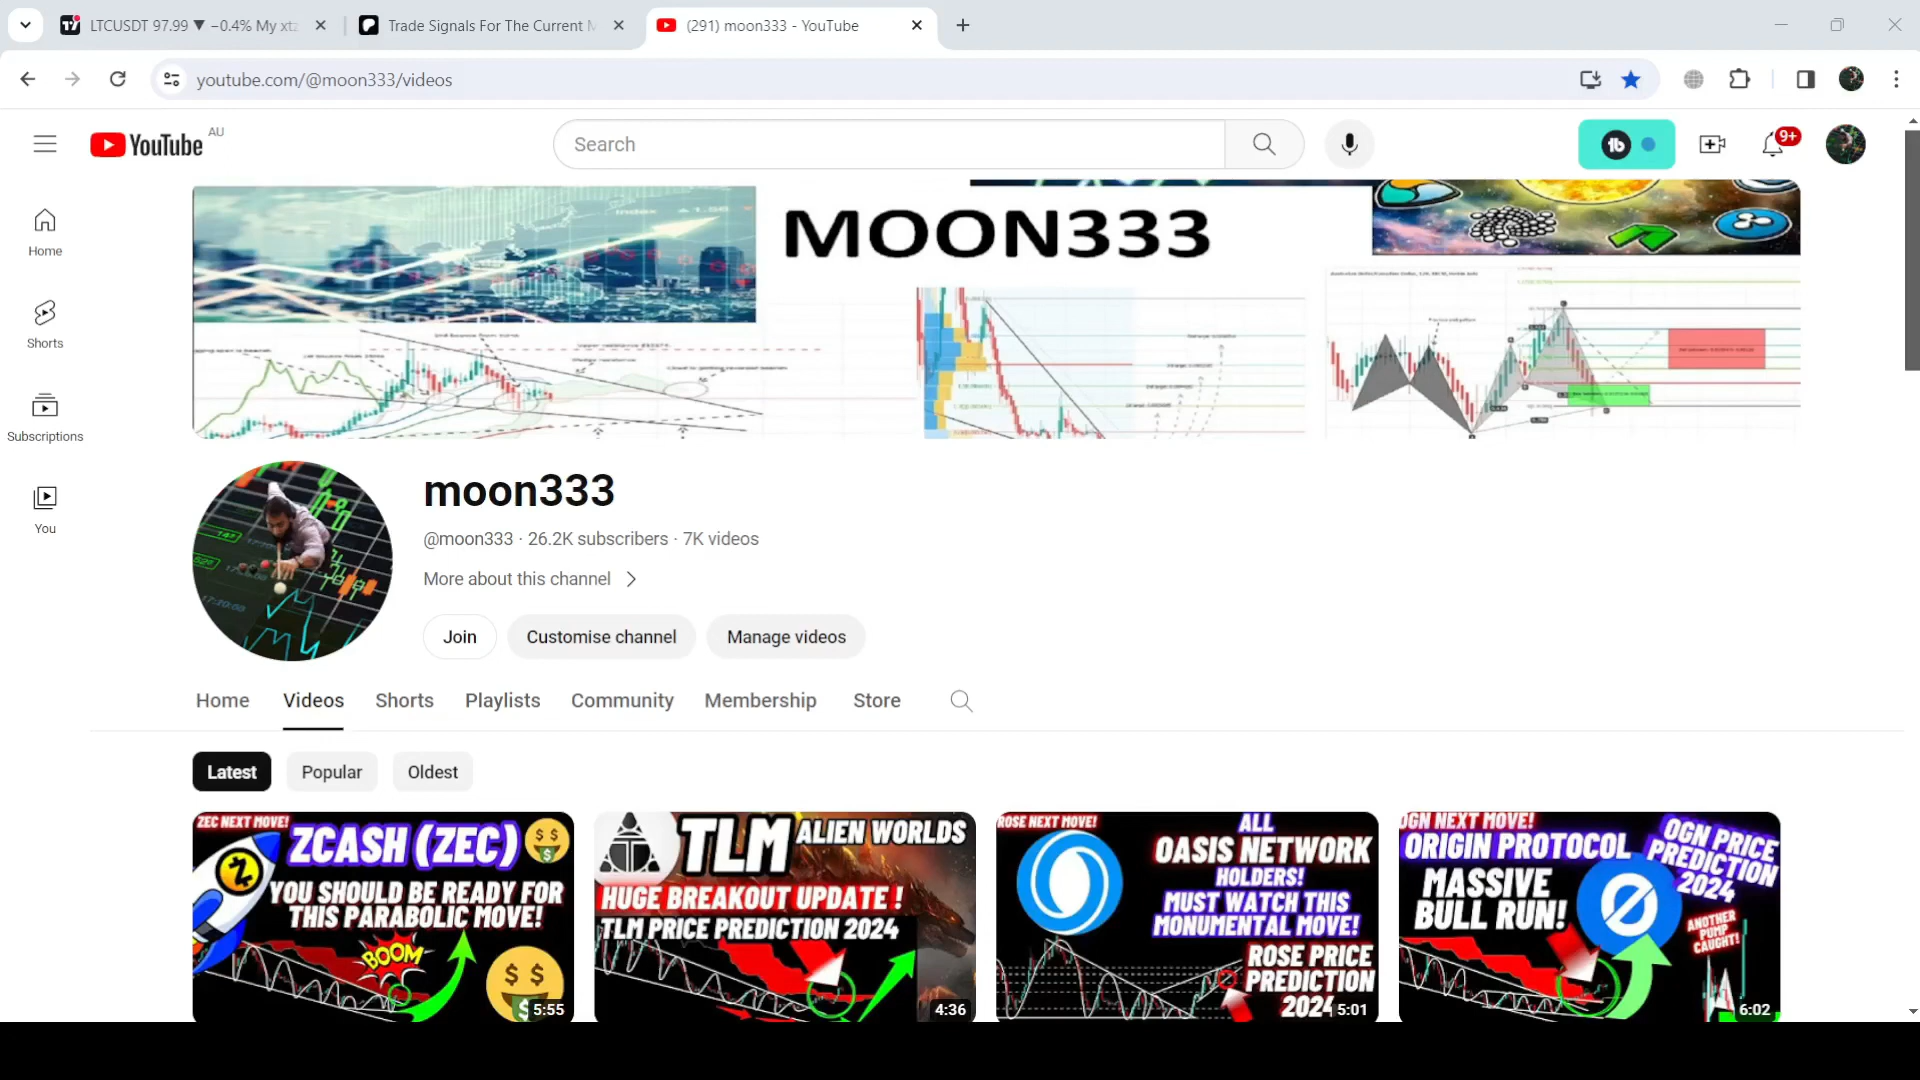 LTCUSDT 97.99 ▼ −0.4% My xtz
Trade Signals For The Current M
(291) moon333 - YouTube
youtube.com/@moon333/videos
YouTube AU
Search
9+
Home
Shorts
Subscriptions
You
MOON333
moon333
@moon333 · 26.2K subscribers · 7K videos
More about this channel
Join
Customise channel
Manage videos
Home
Videos
Shorts
Playlists
Community
Membership
Store
Latest
Popular
Oldest
ZEC NEXT MOVE!
ZCASH (ZEC)
YOU SHOULD BE READY FOR
THIS PARABOLIC MOVE!
BOOM
5:55
TLM ALIEN WORLDS
HUGE BREAKOUT UPDATE !
TLM PRICE PREDICTION 2024
4:36
ROSE NEXT MOVE!
ALL
OASIS NETWORK
HOLDERS!
MUST WATCH THIS
MONUMENTAL MOVE!
ROSE PRICE
PREDICTION
2024
5:01
OGN NEXT MOVE!
ORIGIN PROTOCOL
MASSIVE
BULL RUN!
OGN PRICE
PREDICTION
2024
ANOTHER
PUMP
CAUGHT!
6:02